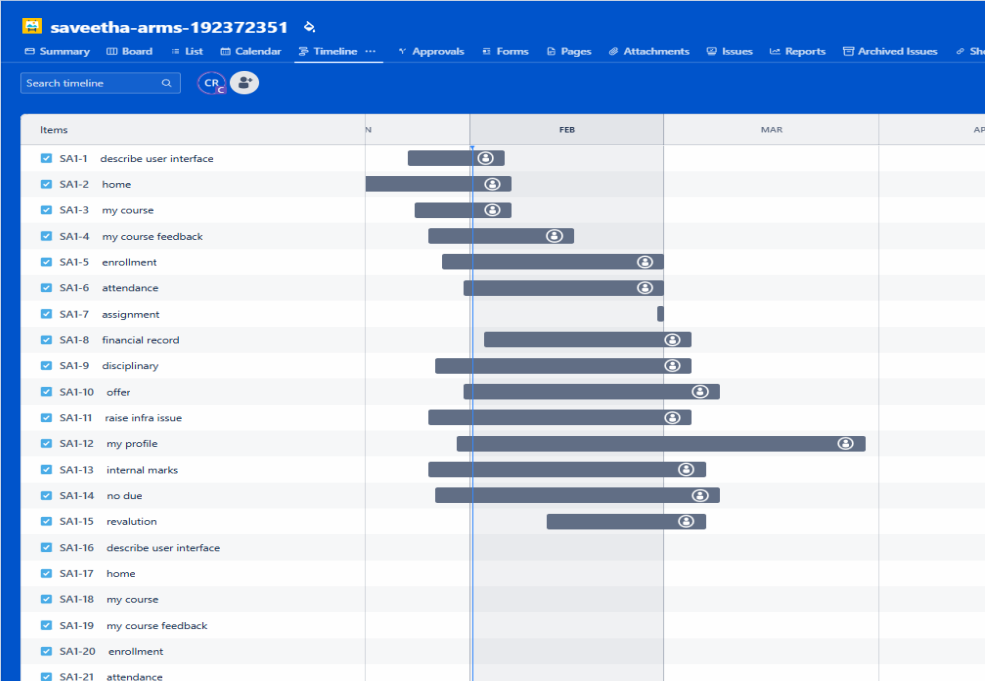 saveetha-arms-192372351
Summary Board List Calendar Timeline Approvals Forms Pages Attachments Issues Reports Archived Issues Sh
Search timeline CR C
Items N FEB MAR AP
SA1-1 describe user interface
SA1-2 home
SA1-3 my course
SA1-4 my course feedback
SA1-5 enrollment
SA1-6 attendance
SA1-7 assignment
SA1-8 financial record
SA1-9 disciplinary
SA1-10 offer
SA1-11 raise infra issue
SA1-12 my profile
SA1-13 internal marks
SA1-14 no due
SA1-15 revalution
SA1-16 describe user interface
SA1-17 home
SA1-18 my course
SA1-19 my course feedback
SA1-20 enrollment
SA1-21 attendance